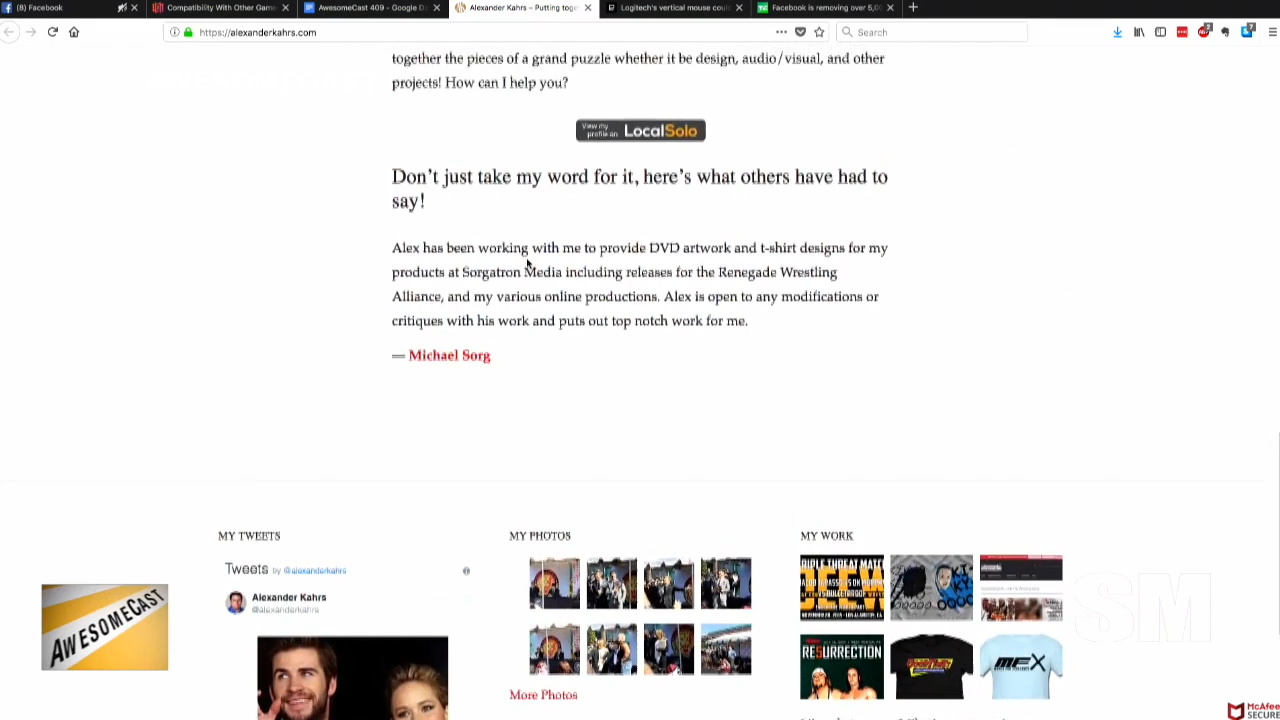 (8) Facebook
Compatibility With Other Gam
AwesomeCast 409 - Google D
Alexander Kahrs – Putting toge
Logitech's vertical mouse coul
Facebook is removing over 5,0
https://alexanderkahrs.com
Search
together the pieces of a grand puzzle whether it be design, audio/visual, and other
projects! How can I help you?
View my
profile on LocalSolo
Don't just take my word for it, here's what others have had to
say!
Alex has been working with me to provide DVD artwork and t-shirt designs for my
products at Sorgatron Media including releases for the Renegade Wrestling
Alliance, and my various online productions. Alex is open to any modifications or
critiques with his work and puts out top notch work for me.
— Michael Sorg
MY TWEETS
MY PHOTOS
MY WORK
Tweets by @alexanderkahrs
Alexander Kahrs
@alexanderkahrs
AWESOMECAST
More Photos
RESURRECTION
MFX
SM
McAfee
SECURE